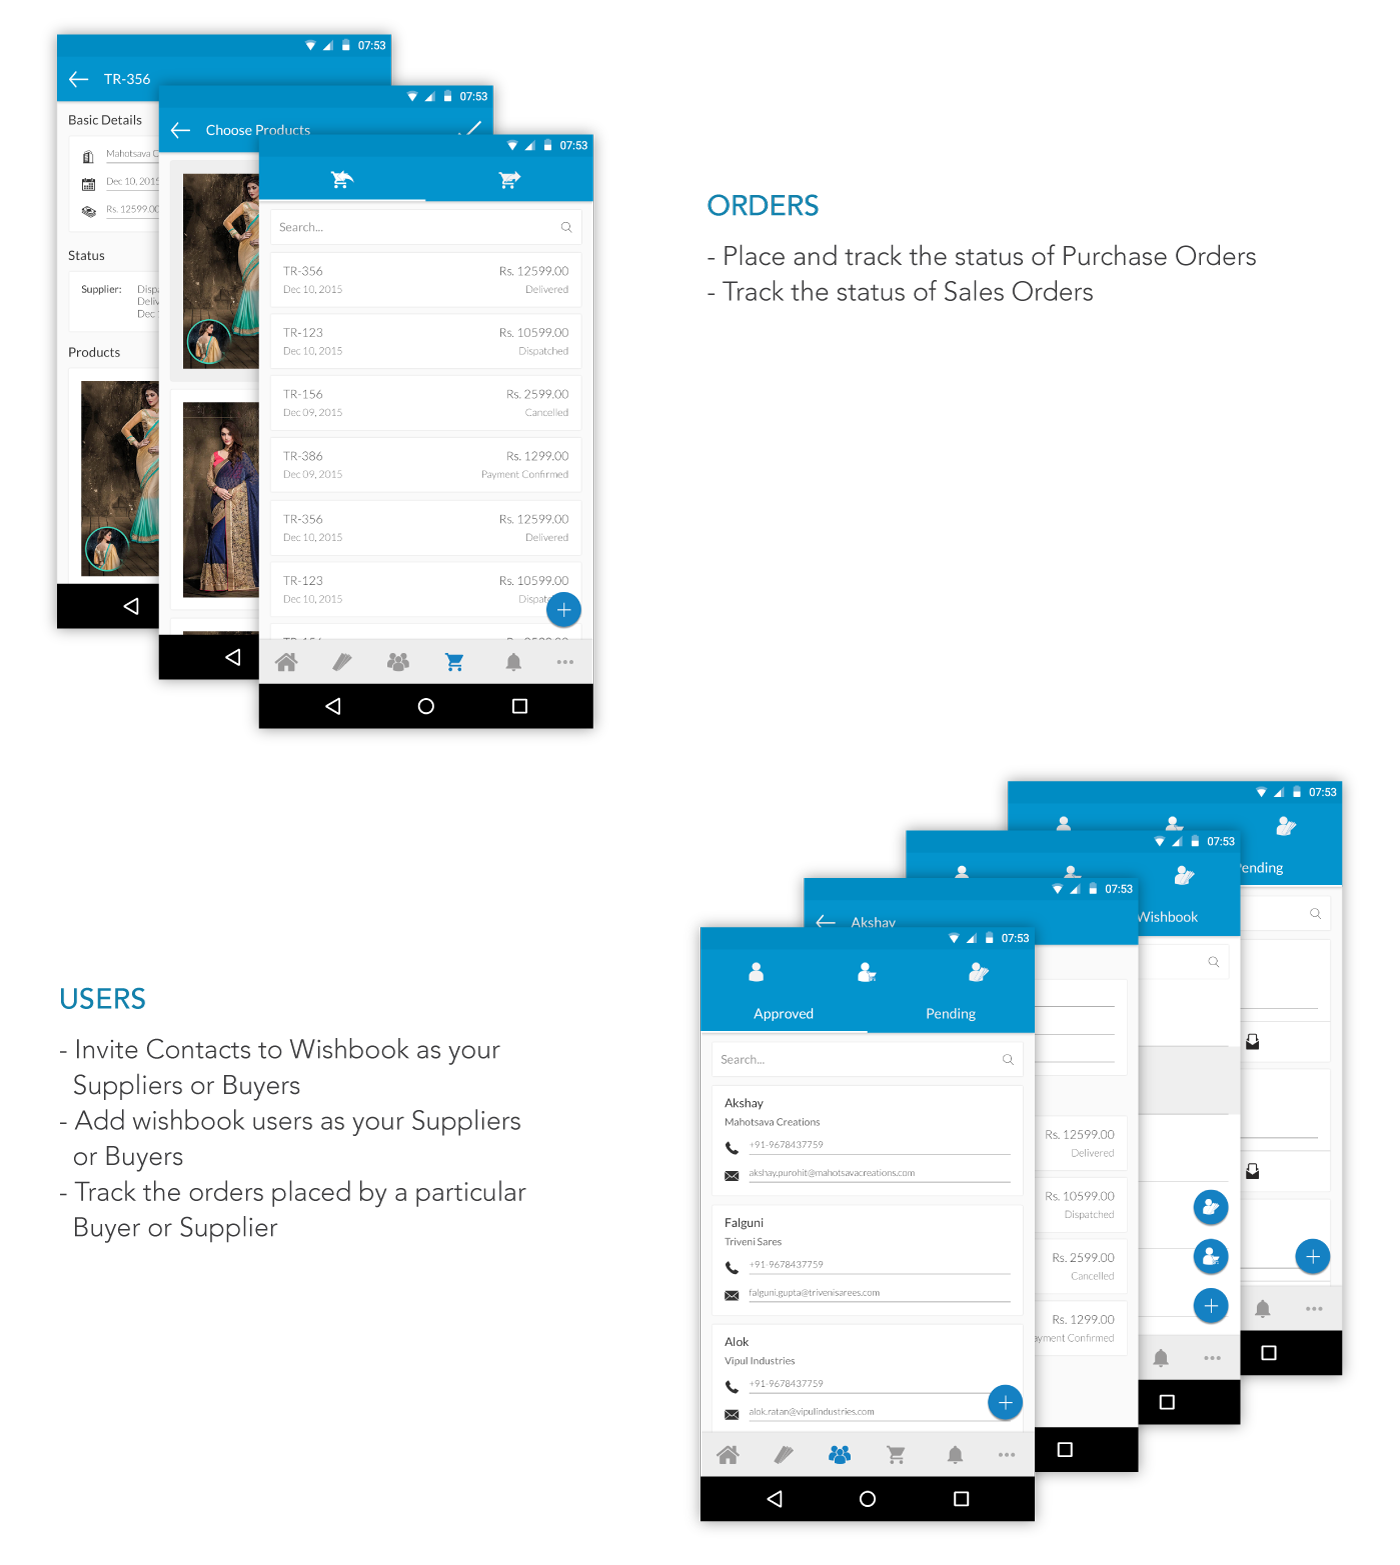 07:53
TR-356
Basic Details
Mahotsava C
Dec 10, 2015
Rs. 12599.00
Status
Supplier:
Dec
Products
07:53
Choose Products
07:53
Search...
TR-356 Rs. 12599.00
Dec 10, 2015 Delivered
TR-123 Rs. 10599.00
Dec 10, 2015 Dispatched
TR-156 Rs. 2599.00
Dec 09, 2015 Cancelled
TR-386 Rs. 1299.00
Dec 09, 2015 Payment Confirmed
TR-356 Rs. 12599.00
Dec 10, 2015 Delivered
TR-123 Rs. 10599.00
Dec 10, 2015 Dispat
ORDERS
- Place and track the status of Purchase Orders
- Track the status of Sales Orders
USERS
- Invite Contacts to Wishbook as your
Suppliers or Buyers
- Add wishbook users as your Suppliers
or Buyers
- Track the orders placed by a particular
Buyer or Supplier
07:53
Pending
07:53
Wishbook
07:53
Akshay
Rs. 12599.00
Delivered
Rs. 10599.00
Dispatched
Rs. 2599.00
Cancelled
Rs. 1299.00
ayment Confirmed
07:53
Approved Pending
Search...
Akshay
Mahotsava Creations
+91-9678437759
akshay.purohit@mahotsavacreations.com
Falguni
Triveni Sares
+91-9678437759
falguni.gupta@trivenisarees.com
Alok
Vipul Industries
+91-9678437759
alok.ratan@vipulindustries.com